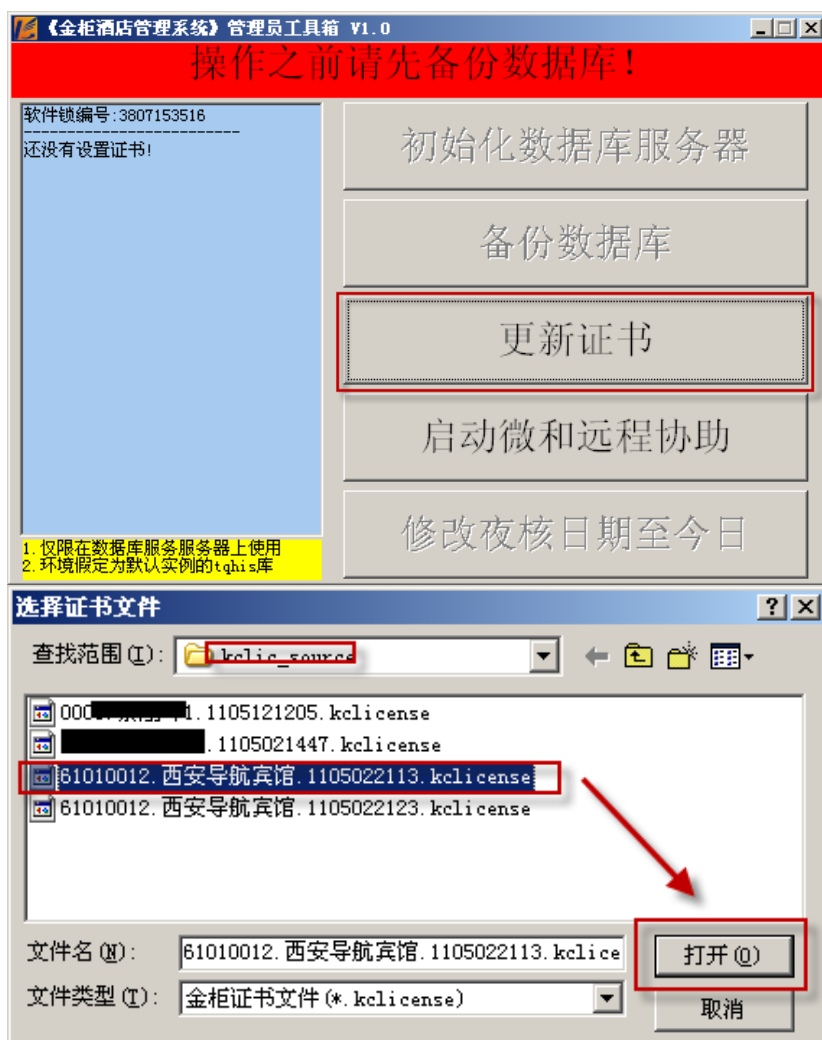 《金柜酒店管理系统》管理员工具箱 V1.0
操作之前请先备份数据库!
软件锁编号:3807153516
------------------------
还没有设置证书!
初始化数据库服务器
备份数据库
更新证书
启动微和远程协助
修改夜核日期至今日
1.仅限在数据库服务服务器上使用
2.环境假定为默认实例的tqhis库
选择证书文件
查找范围(I): kclic_source
000 1.1105121205.kclicense
.1105021447.kclicense
61010012.西安导航宾馆.1105022113.kclicense
61010012.西安导航宾馆.1105022123.kclicense
文件名(N): 61010012.西安导航宾馆.1105022113.kclice 打开(O)
文件类型(T): 金柜证书文件(*.kclicense) 取消